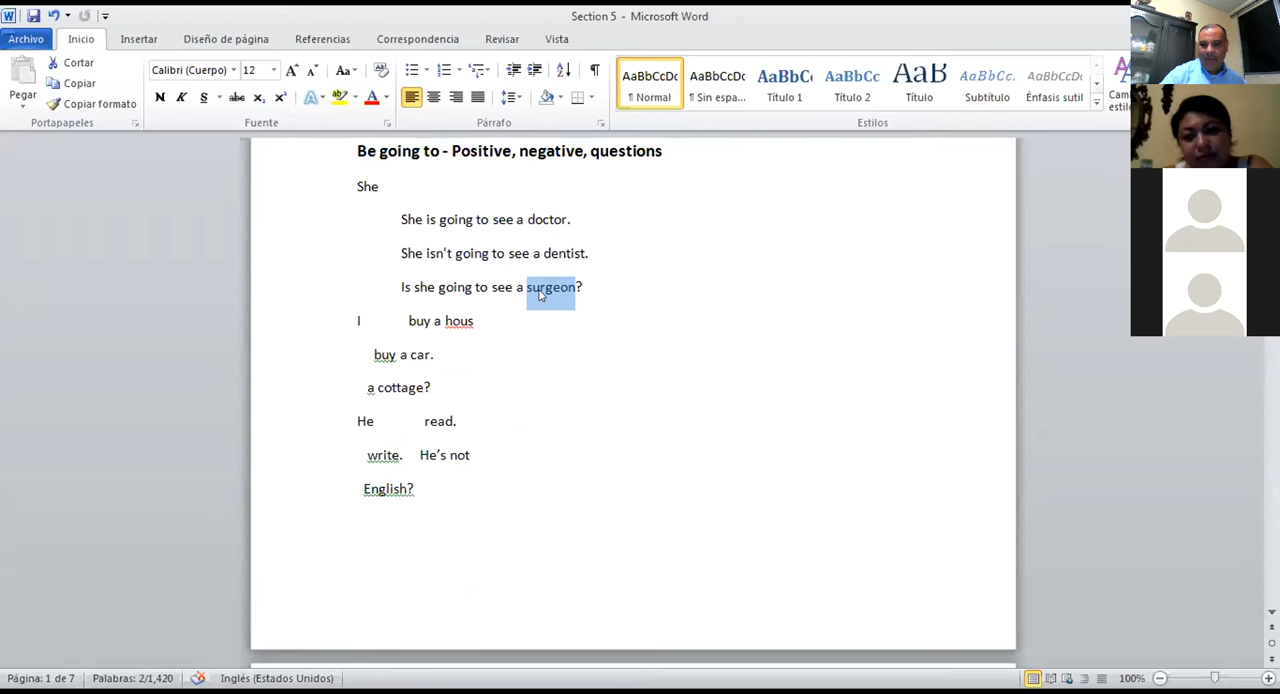 Section 5 - Microsoft Word
Archivo Inicio Insertar Diseño de página Referencias Correspondencia Revisar Vista
Pegar
Cortar
Copiar
Copiar formato
Portapapeles
Calibri (Cuerpo) 12
Fuente
Párrafo
AaBbCcDc ¶ Normal
AaBbCcDc ¶ Sin espa...
AaBbC Título 1
AaBbCc Título 2
AaB Título
AaBbCc. Subtítulo
AaBbCcDc Énfasis sutil
Estilos
Be going to - Positive, negative, questions
She
She is going to see a doctor.
She isn't going to see a dentist.
Is she going to see a surgeon?
I buy a hous
buy a car.
a cottage?
He read.
write. He's not
English?
Página: 1 de 7 Palabras: 2/1,420 Inglés (Estados Unidos) 100%